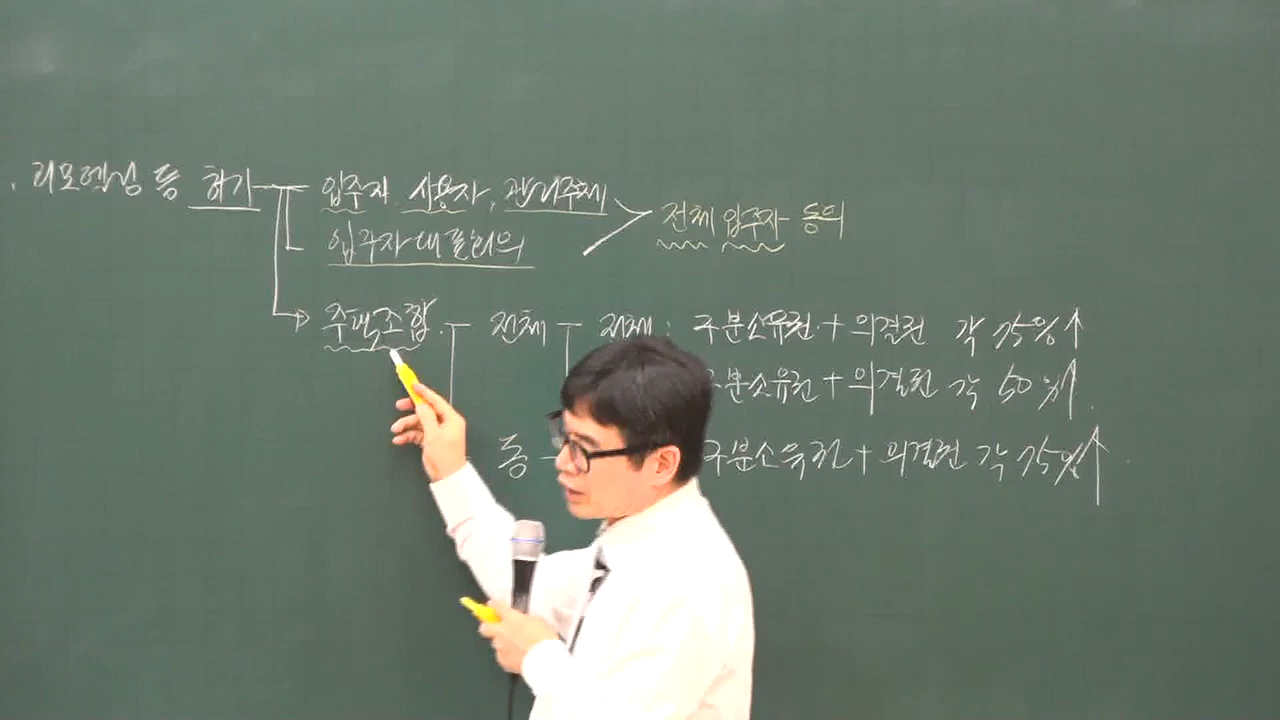 리모델링 등 허가 입주자, 사용자, 관리주체
입주자대표회의
전체 입주자 동의
주택조합 전체 전체 : 구분소유권 + 의결권 각 75% ↑
구분소유권 + 의결권 각 50% ↑
동 구분소유권 + 의결권 각 75% ↑